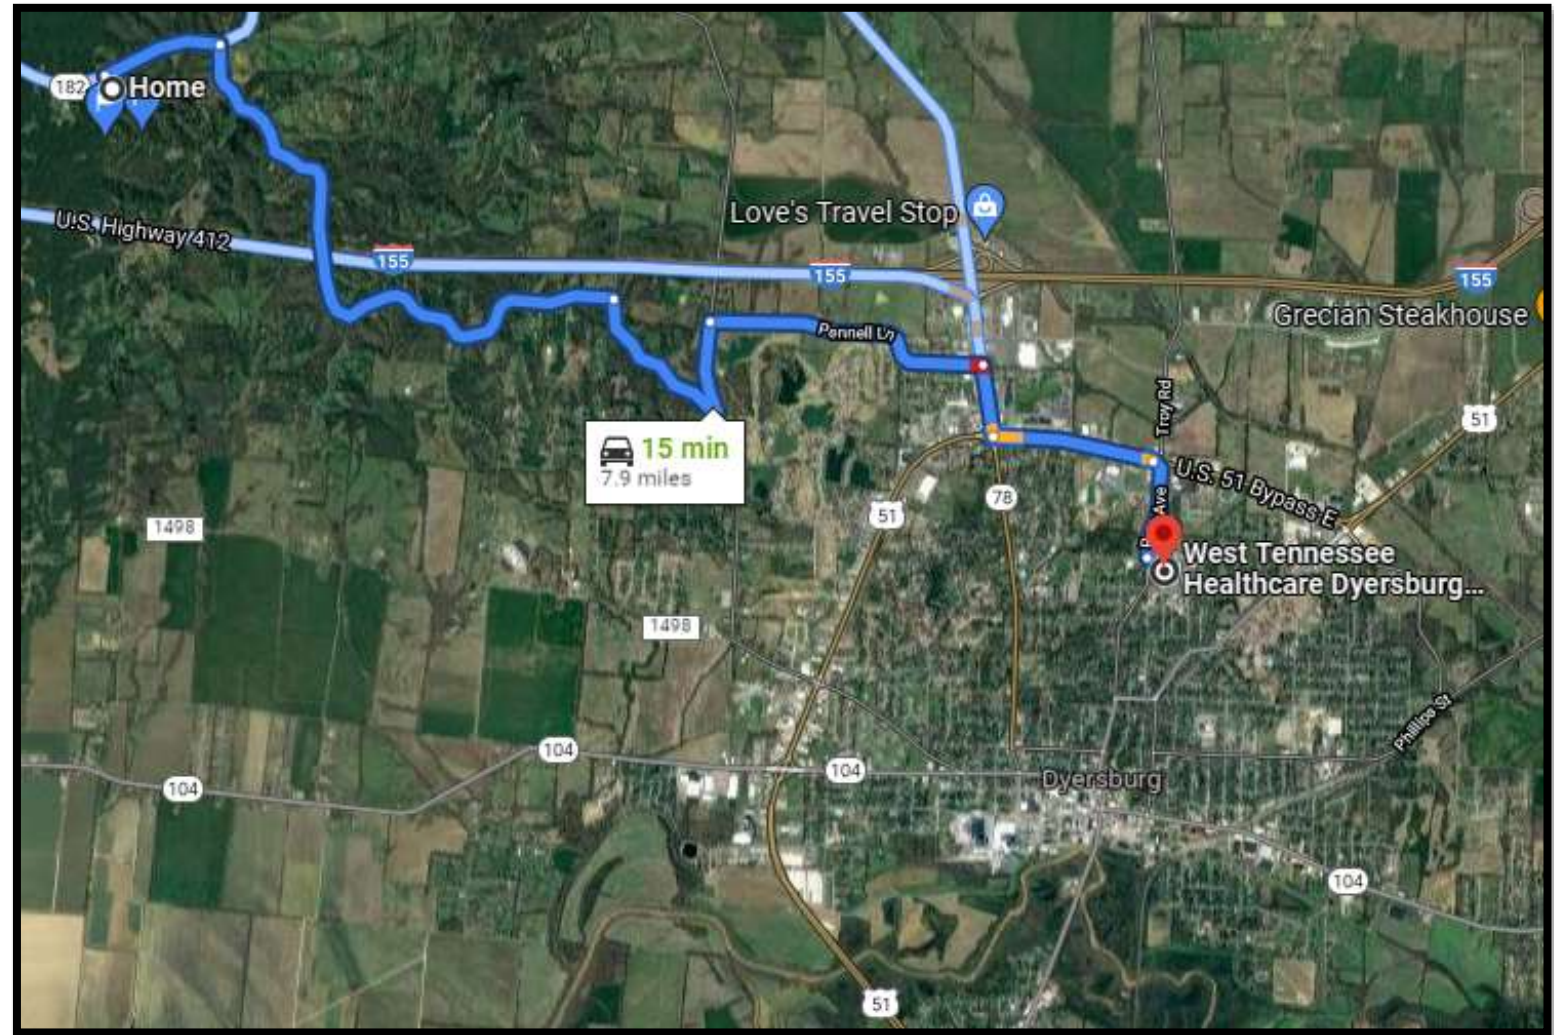 182
Home
U.S. Highway 412
155
Love's Travel Stop
155
155
Grecian Steakhouse
Pennell Ln
Troy Rd
51
15 min
7.9 miles
U.S. 51 Bypass E
Ave
78
51
1498
West Tennessee
Healthcare Dyersburg...
1498
Phillips St
104
104
Dyersburg
104
104
51